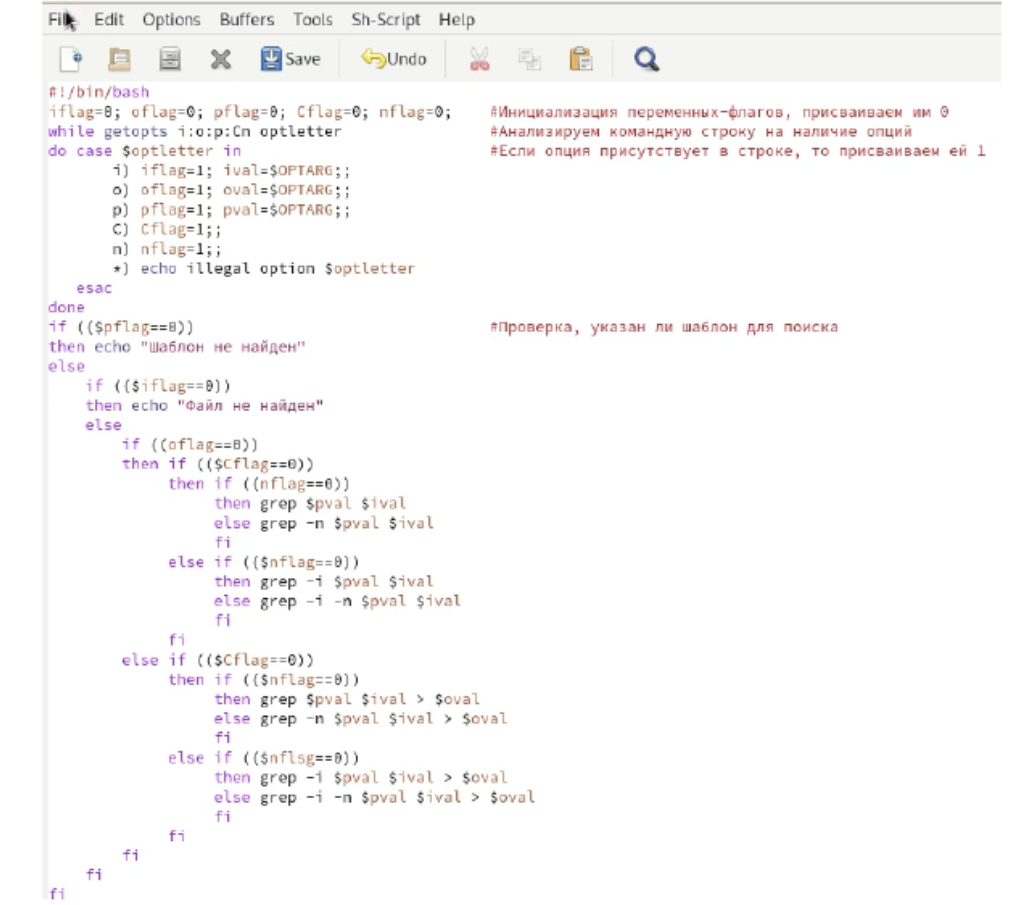 File Edit Options Buffers Tools Sh-Script Help
Save Undo
#!/bin/bash
iflag=0; oflag=0; pflag=0; Cflag=0; nflag=0; #Инициализация переменных-флагов, присваиваем им 0
while getopts i:o:p:Cn optletter #Анализируем командную строку на наличие опций
do case $optletter in #Если опция присутствует в строке, то присваиваем ей 1
i) iflag=1; ival=$OPTARG;;
o) oflag=1; oval=$OPTARG;;
p) pflag=1; pval=$OPTARG;;
C) Cflag=1;;
n) nflag=1;;
*) echo illegal option $optletter
esac
done
if (($pflag==0)) #Проверка, указан ли шаблон для поиска
then echo "Шаблон не найден"
else
if (($iflag==0))
then echo "Файл не найден"
else
if ((oflag==0))
then if (($Cflag==0))
then if ((nflag==0))
then grep $pval $ival
else grep -n $pval $ival
fi
else if (($nflag==0))
then grep -i $pval $ival
else grep -i -n $pval $ival
fi
fi
else if (($Cflag==0))
then if (($nflag==0))
then grep $pval $ival > $oval
else grep -n $pval $ival > $oval
fi
else if (($nflsg==0))
then grep -i $pval $ival > $oval
else grep -i -n $pval $ival > $oval
fi
fi
fi
fi
fi